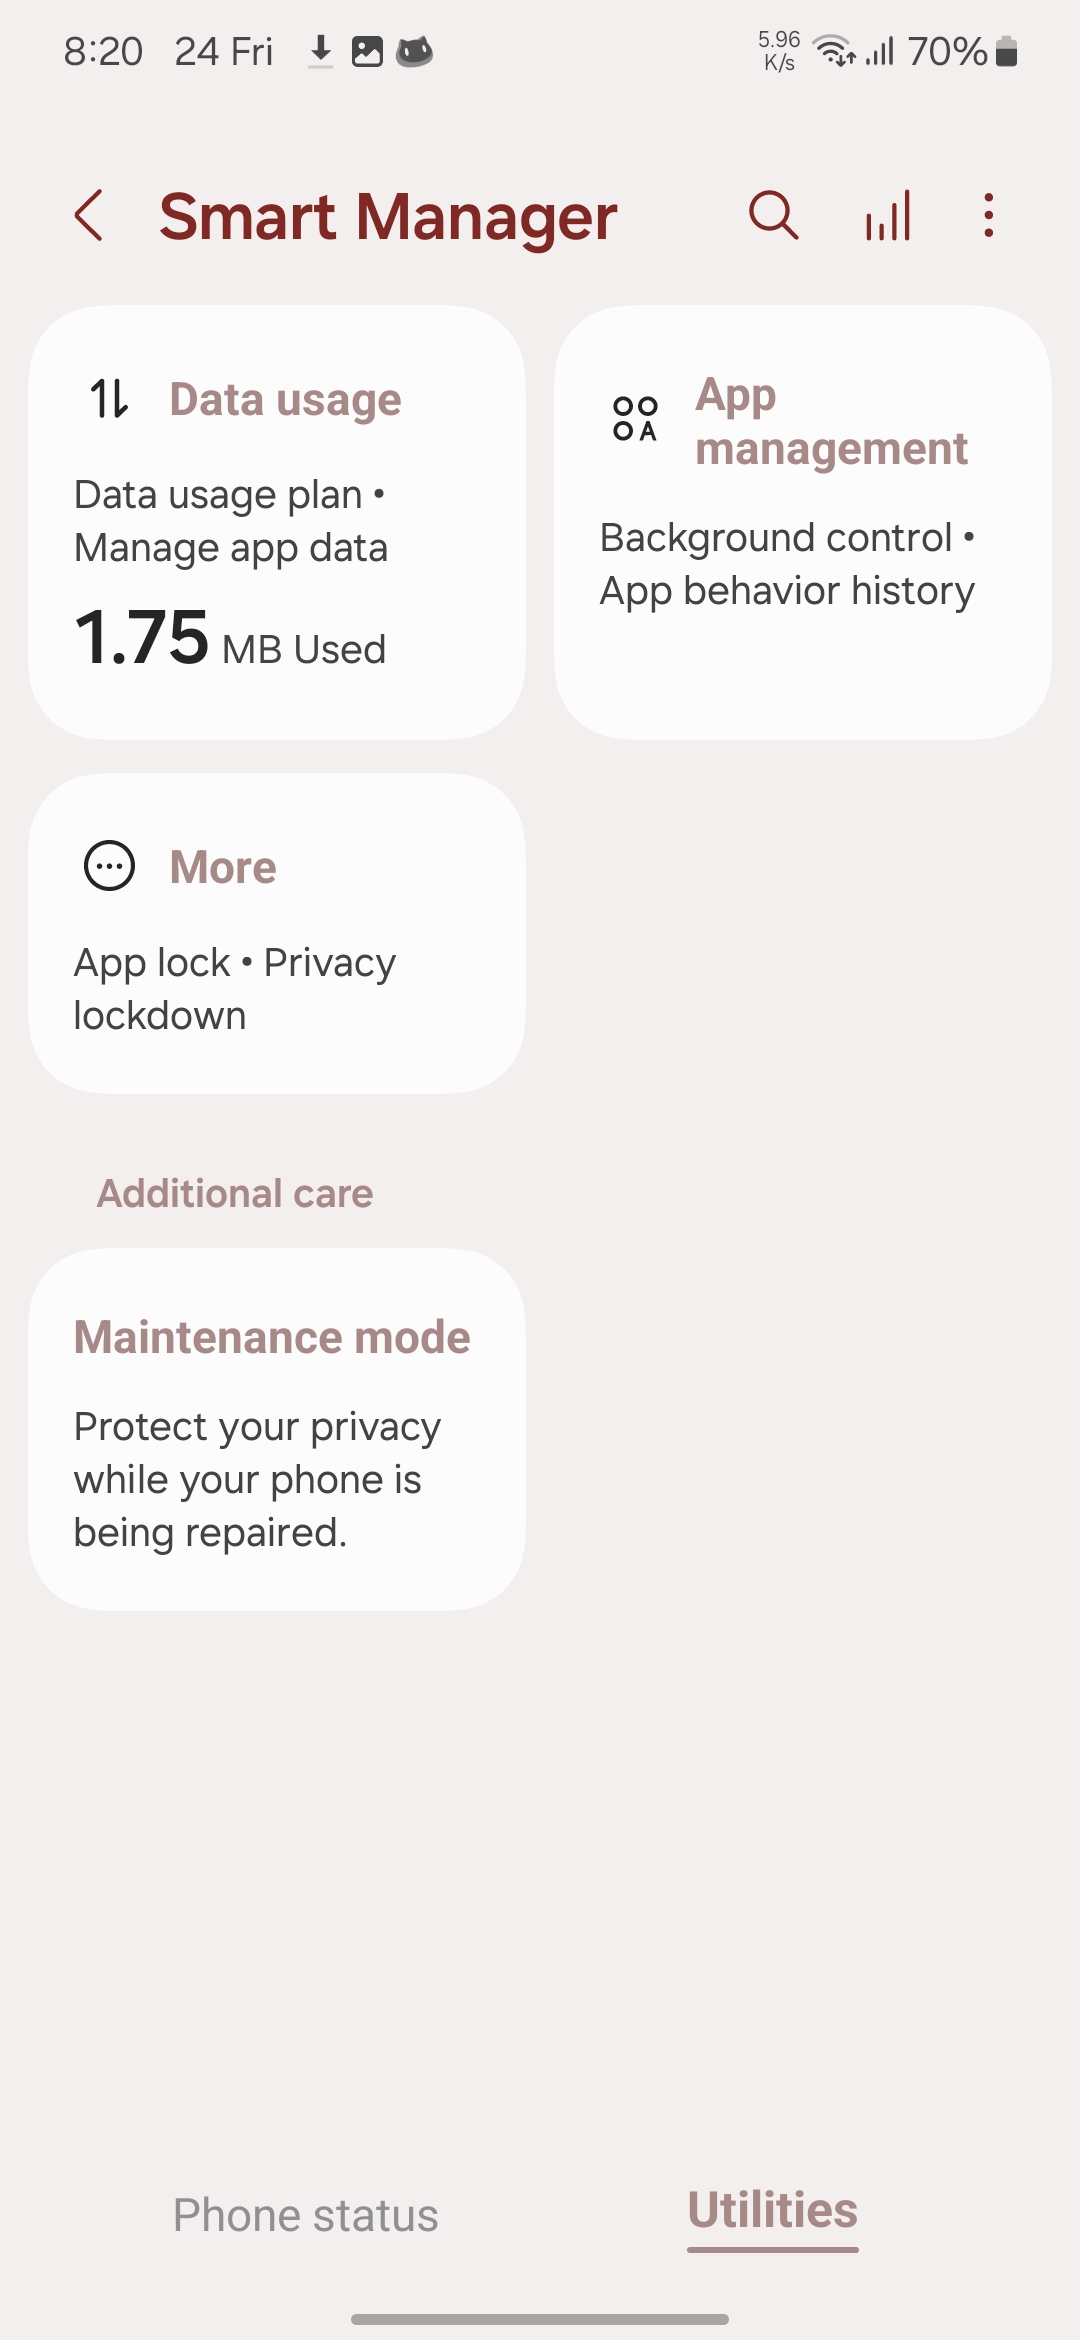 8:20 24 Fri
5.96 K/s
70%
Smart Manager
Data usage
Data usage plan •
Manage app data
1.75 MB Used
App
management
Background control •
App behavior history
More
App lock • Privacy
lockdown
Additional care
Maintenance mode
Protect your privacy
while your phone is
being repaired.
Phone status
Utilities